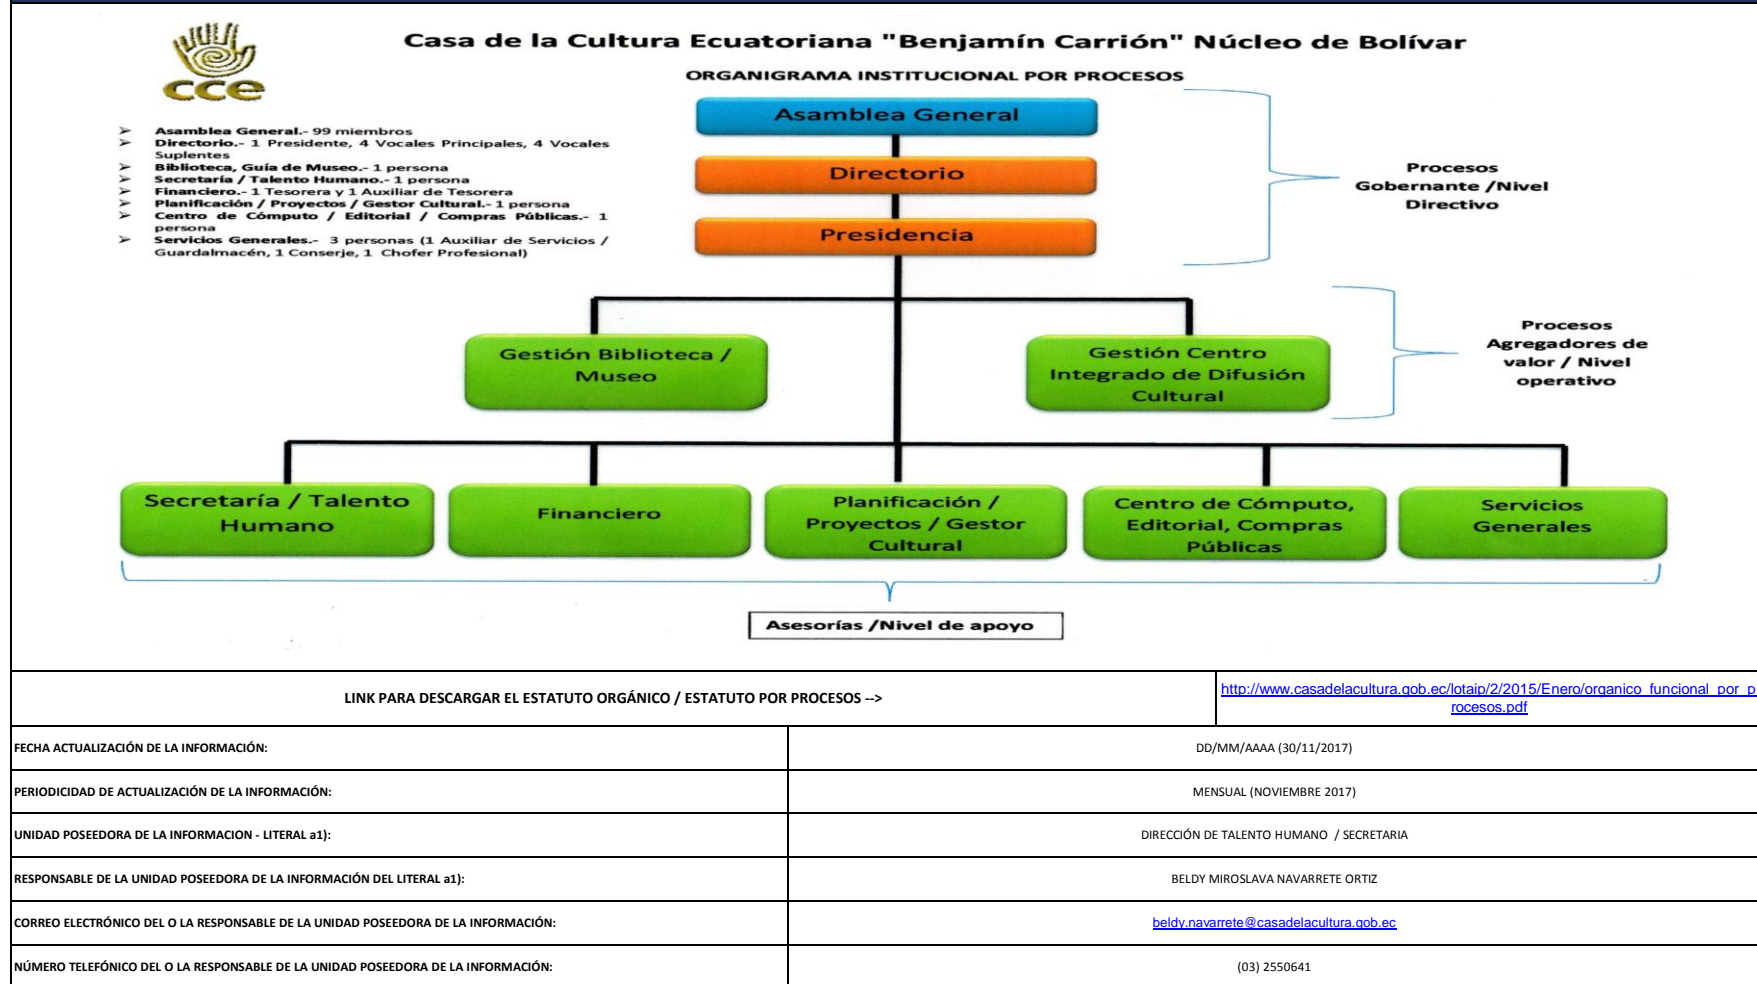 cce
Casa de la Cultura Ecuatoriana "Benjamín Carrión" Núcleo de Bolívar
ORGANIGRAMA INSTITUCIONAL POR PROCESOS
➢ Asamblea General.- 99 miembros
➢ Directorio.- 1 Presidente, 4 Vocales Principales, 4 Vocales
Suplentes
➢ Biblioteca, Guía de Museo.- 1 persona
➢ Secretaría / Talento Humano.- 1 persona
➢ Financiero.- 1 Tesorera y 1 Auxiliar de Tesorera
➢ Planificación / Proyectos / Gestor Cultural.- 1 persona
➢ Centro de Cómputo / Editorial / Compras Públicas.- 1
persona
➢ Servicios Generales.- 3 personas (1 Auxiliar de Servicios /
Guardalmacén, 1 Conserje, 1 Chofer Profesional)
Asamblea General
Directorio
Presidencia
Procesos
Gobernante /Nivel
Directivo
Gestión Biblioteca /
Museo
Gestión Centro
Integrado de Difusión
Cultural
Procesos
Agregadores de
valor / Nivel
operativo
Secretaría / Talento
Humano
Financiero
Planificación /
Proyectos / Gestor
Cultural
Centro de Cómputo,
Editorial, Compras
Públicas
Servicios
Generales
Asesorías /Nivel de apoyo
LINK PARA DESCARGAR EL ESTATUTO ORGÁNICO / ESTATUTO POR PROCESOS -->
http://www.casadelacultura.gob.ec/lotaip/2/2015/Enero/organico_funcional_por_p
rocesos.pdf
FECHA ACTUALIZACIÓN DE LA INFORMACIÓN:
DD/MM/AAAA (30/11/2017)
PERIODICIDAD DE ACTUALIZACIÓN DE LA INFORMACIÓN:
MENSUAL (NOVIEMBRE 2017)
UNIDAD POSEEDORA DE LA INFORMACION - LITERAL a1):
DIRECCIÓN DE TALENTO HUMANO / SECRETARIA
RESPONSABLE DE LA UNIDAD POSEEDORA DE LA INFORMACIÓN DEL LITERAL a1):
BELDY MIROSLAVA NAVARRETE ORTIZ
CORREO ELECTRÓNICO DEL O LA RESPONSABLE DE LA UNIDAD POSEEDORA DE LA INFORMACIÓN:
beldy.navarrete@casadelacultura.gob.ec
NÚMERO TELEFÓNICO DEL O LA RESPONSABLE DE LA UNIDAD POSEEDORA DE LA INFORMACIÓN:
(03) 2550641